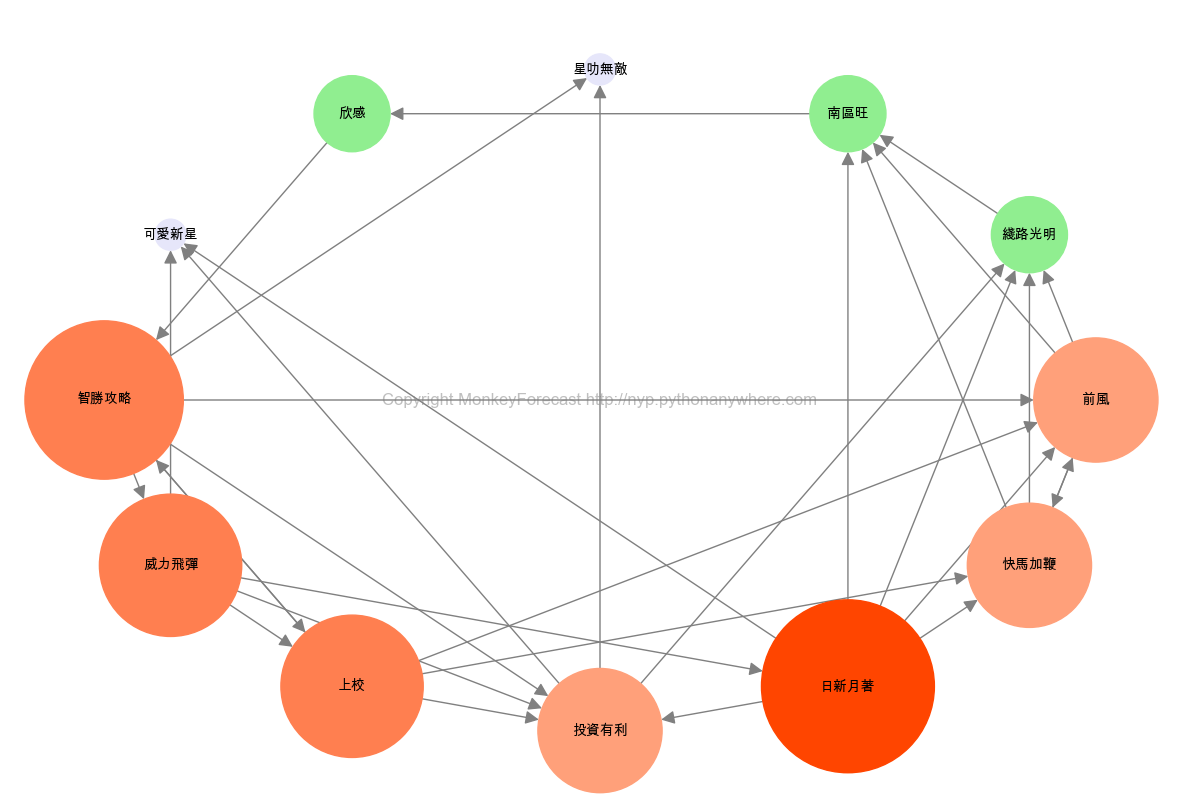 星叻無敵
欣感
南區旺
可愛新星
綫路光明
智勝攻略
Copyright MonkeyForecast http://nyp.pythonanywhere.com
前風
威力飛彈
快馬加鞭
上校
日新月著
投資有利